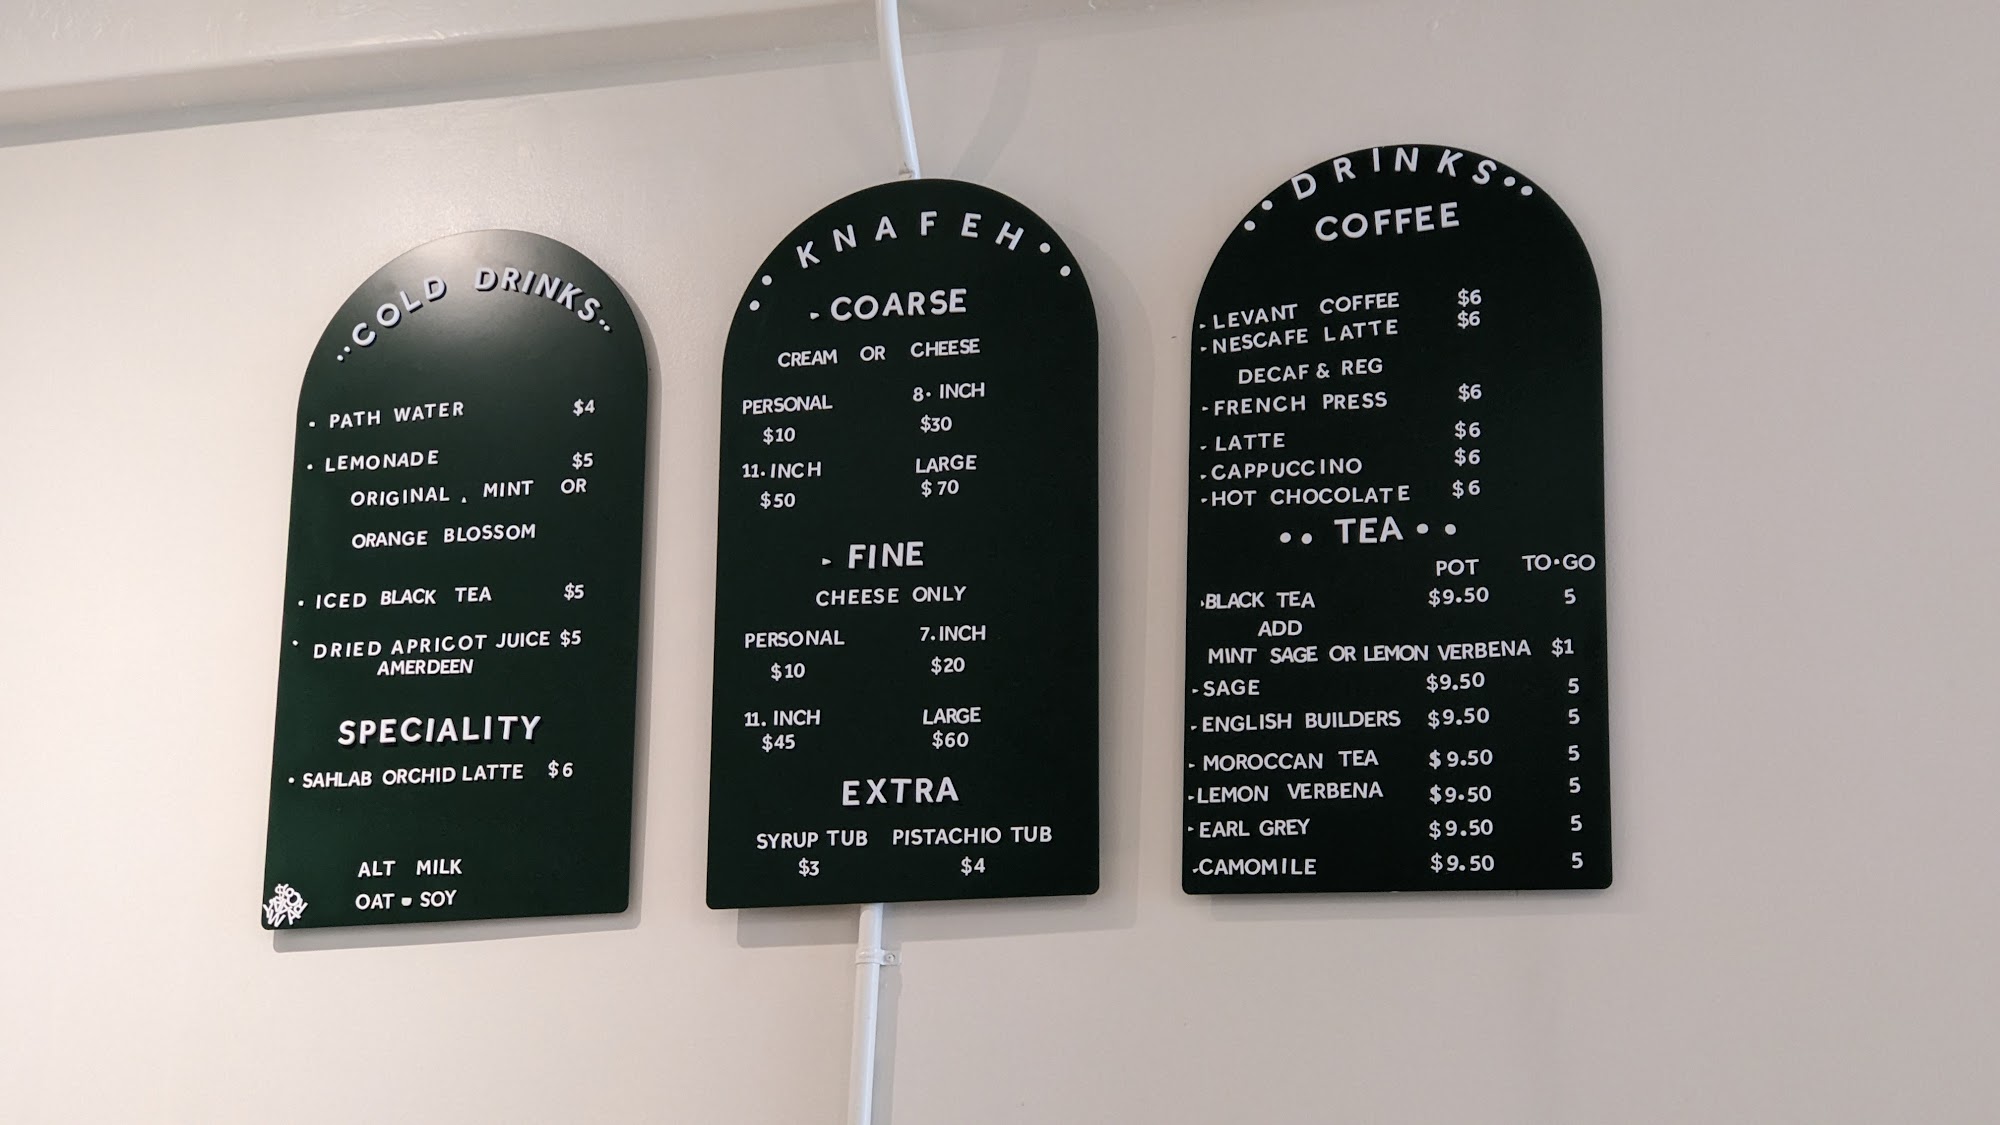 ••COLD DRINKS••
• PATH WATER $4
• LEMONADE $5
ORIGINAL, MINT OR
ORANGE BLOSSOM
• ICED BLACK TEA $5
• DRIED APRICOT JUICE $5
AMERDEEN
SPECIALITY
• SAHLAB ORCHID LATTE $6
ALT MILK
OAT • SOY
•• KNAFEH ••
▸ COARSE
CREAM OR CHEESE
PERSONAL 8• INCH
$10 $30
11• INCH LARGE
$50 $70
▸ FINE
CHEESE ONLY
PERSONAL 7. INCH
$10 $20
11. INCH LARGE
$45 $60
EXTRA
SYRUP TUB PISTACHIO TUB
$3 $4
•• DRINKS ••
COFFEE
▸ LEVANT COFFEE $6
▸ NESCAFE LATTE $6
DECAF & REG
▸ FRENCH PRESS $6
▸ LATTE $6
▸ CAPPUCCINO $6
▸ HOT CHOCOLATE $6
•• TEA ••
POT TO•GO
▸ BLACK TEA $9.50 5
ADD
MINT SAGE OR LEMON VERBENA $1
▸ SAGE $9.50 5
▸ ENGLISH BUILDERS $9.50 5
▸ MOROCCAN TEA $9.50 5
▸ LEMON VERBENA $9.50 5
▸ EARL GREY $9.50 5
▸ CAMOMILE $9.50 5